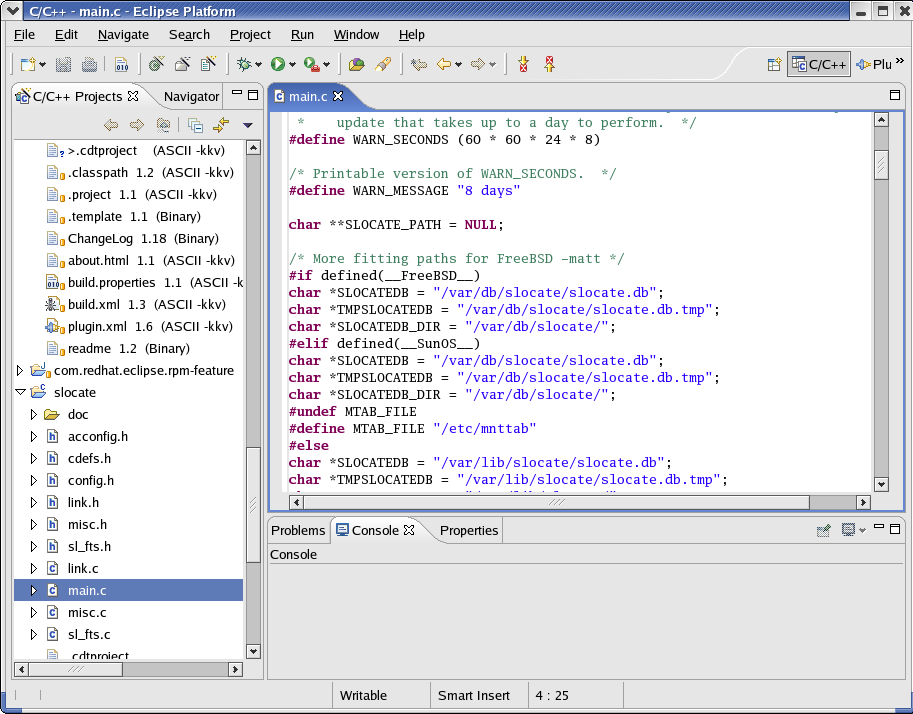 C/C++ - main.c - Eclipse Platform
File Edit Navigate Search Project Run Window Help
C/C++ Plu »
C/C++ Projects Navigator
>.cdtproject (ASCII -kkv)
.classpath 1.2 (ASCII -kkv)
.project 1.1 (ASCII -kkv)
.template 1.1 (Binary)
ChangeLog 1.18 (Binary)
about.html 1.1 (ASCII -kkv)
build.properties 1.1 (ASCII -k
build.xml 1.3 (ASCII -kkv)
plugin.xml 1.6 (ASCII -kkv)
readme 1.2 (Binary)
com.redhat.eclipse.rpm-feature
slocate
doc
acconfig.h
cdefs.h
config.h
link.h
misc.h
sl_fts.h
link.c
main.c
misc.c
sl_fts.c
.cdtproject
main.c
* update that takes up to a day to perform. */
#define WARN_SECONDS (60 * 60 * 24 * 8)
/* Printable version of WARN_SECONDS. */
#define WARN_MESSAGE "8 days"
char **SLOCATE_PATH = NULL;
/* More fitting paths for FreeBSD -matt */
#if defined(__FreeBSD__)
char *SLOCATEDB = "/var/db/slocate/slocate.db";
char *TMPSLOCATEDB = "/var/db/slocate/slocate.db.tmp";
char *SLOCATEDB_DIR = "/var/db/slocate/";
#elif defined(__SunOS__)
char *SLOCATEDB = "/var/db/slocate/slocate.db";
char *TMPSLOCATEDB = "/var/db/slocate/slocate.db.tmp";
char *SLOCATEDB_DIR = "/var/db/slocate/";
#undef MTAB_FILE
#define MTAB_FILE "/etc/mnttab"
#else
char *SLOCATEDB = "/var/lib/slocate/slocate.db";
char *TMPSLOCATEDB = "/var/lib/slocate/slocate.db.tmp";
Problems Console Properties
Console
Writable Smart Insert 4 : 25